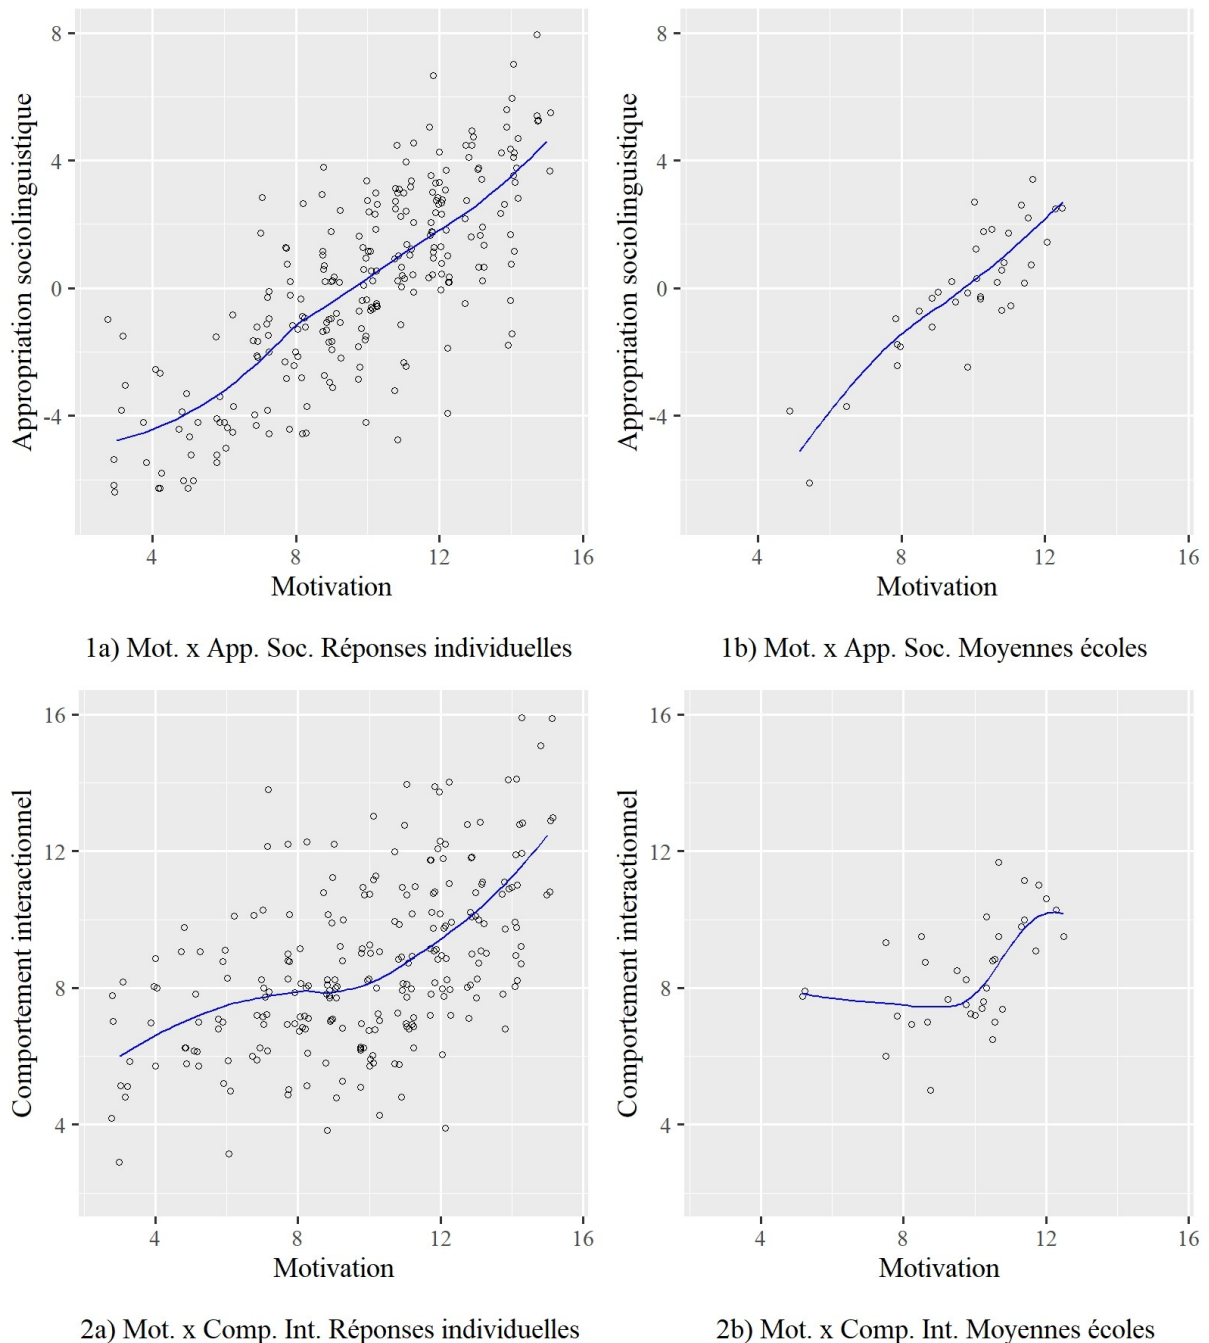 8
4
0
-4
Appropriation sociolinguistique
4
8
12
16
Motivation
1a) Mot. x App. Soc. Réponses individuelles
8
4
0
-4
Appropriation sociolinguistique
4
8
12
16
Motivation
1b) Mot. x App. Soc. Moyennes écoles
16
12
8
4
Comportement interactionnel
4
8
12
16
Motivation
2a) Mot. x Comp. Int. Réponses individuelles
16
12
8
4
Comportement interactionnel
4
8
12
16
Motivation
2b) Mot. x Comp. Int. Moyennes écoles